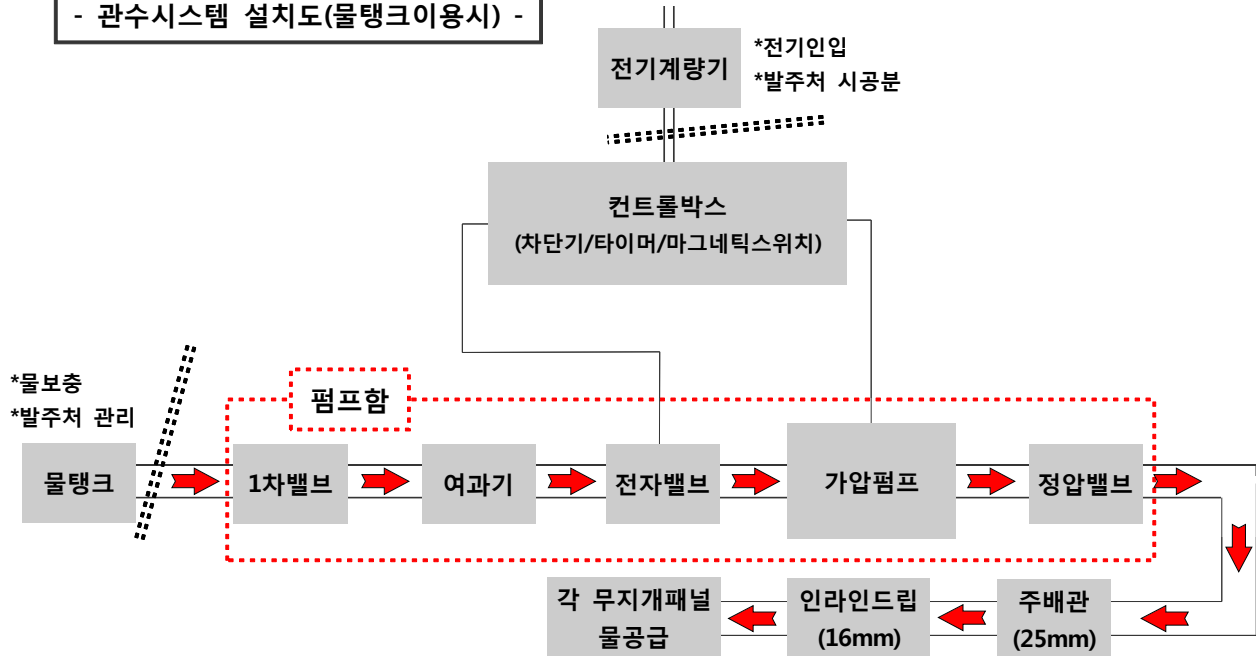 - 관수시스템 설치도(물탱크이용시) -
전기계량기
*전기인입
*발주처 시공분
컨트롤박스
(차단기/타이머/마그네틱스위치)
*물보충
*발주처 관리
펌프함
물탱크
1차밸브
여과기
전자밸브
가압펌프
정압밸브
각 무지개패널
물공급
인라인드립
(16mm)
주배관
(25mm)